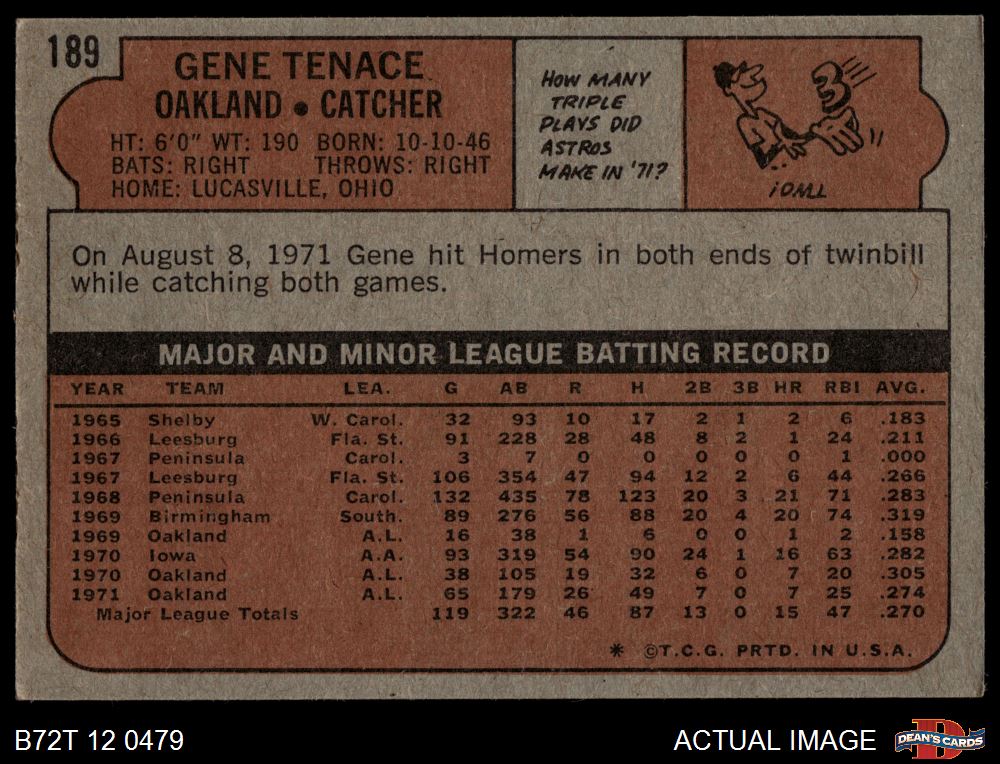 189
GENE TENACE
OAKLAND • CATCHER
HT: 6'0" WT: 190 BORN: 10-10-46
BATS: RIGHT THROWS: RIGHT
HOME: LUCASVILLE, OHIO
HOW MANY
TRIPLE
PLAYS DID
ASTROS
MAKE IN '71?
3
On August 8, 1971 Gene hit Homers in both ends of twinbill
while catching both games.
MAJOR AND MINOR LEAGUE BATTING RECORD
YEAR TEAM LEA. G AB R H 2B 3B HR RBI AVG.
1965 Shelby W. Carol. 32 93 10 17 2 1 2 6 .183
1966 Leesburg Fla. St. 91 228 28 48 8 2 1 24 .211
1967 Peninsula Carol. 3 7 0 0 0 0 0 1 .000
1967 Leesburg Fla. St. 106 354 47 94 12 2 6 44 .266
1968 Peninsula Carol. 132 435 78 123 20 3 21 71 .283
1969 Birmingham South. 89 276 56 88 20 4 20 74 .319
1969 Oakland A.L. 16 38 1 6 0 0 1 2 .158
1970 Iowa A.A. 93 319 54 90 24 1 16 63 .282
1970 Oakland A.L. 38 105 19 32 6 0 7 20 .305
1971 Oakland A.L. 65 179 26 49 7 0 7 25 .274
Major League Totals 119 322 46 87 13 0 15 47 .270
* ©T.C.G. PRTD. IN U.S.A.
B72T 12 0479
ACTUAL IMAGE
D
DEAN'S CARDS